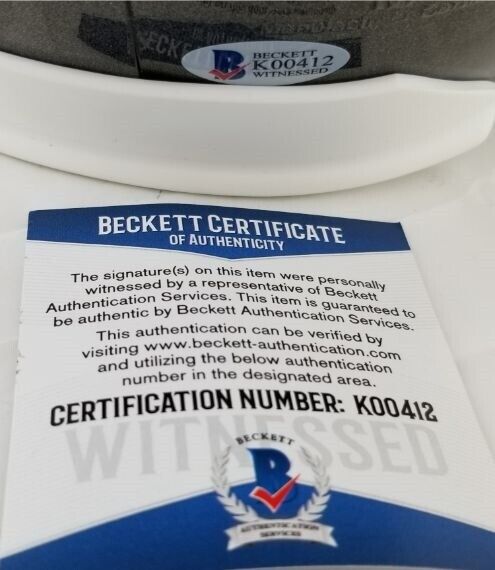 BECKETT
K00412
WITNESSED
BECKETT CERTIFICATE
OF AUTHENTICITY
The signature(s) on this item were personally
witnessed by a representative of Beckett
Authentication Services. This item is guaranteed to
be authentic by Beckett Authentication Services.
This authentication can be verified by
visiting www.beckett-authentication.com
and utilizing the below authentication
number in the designated area.
CERTIFICATION NUMBER: K00412
WITNESSED
BECKETT
B
AUTHENTICATION
SERVICES